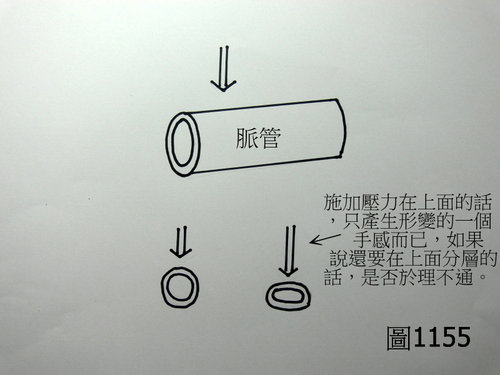 脈管
施加壓力在上面的話
，只產生形變的一個
手感而已，如果
說還要在上面分層的
話，是否於理不通。
圖1155